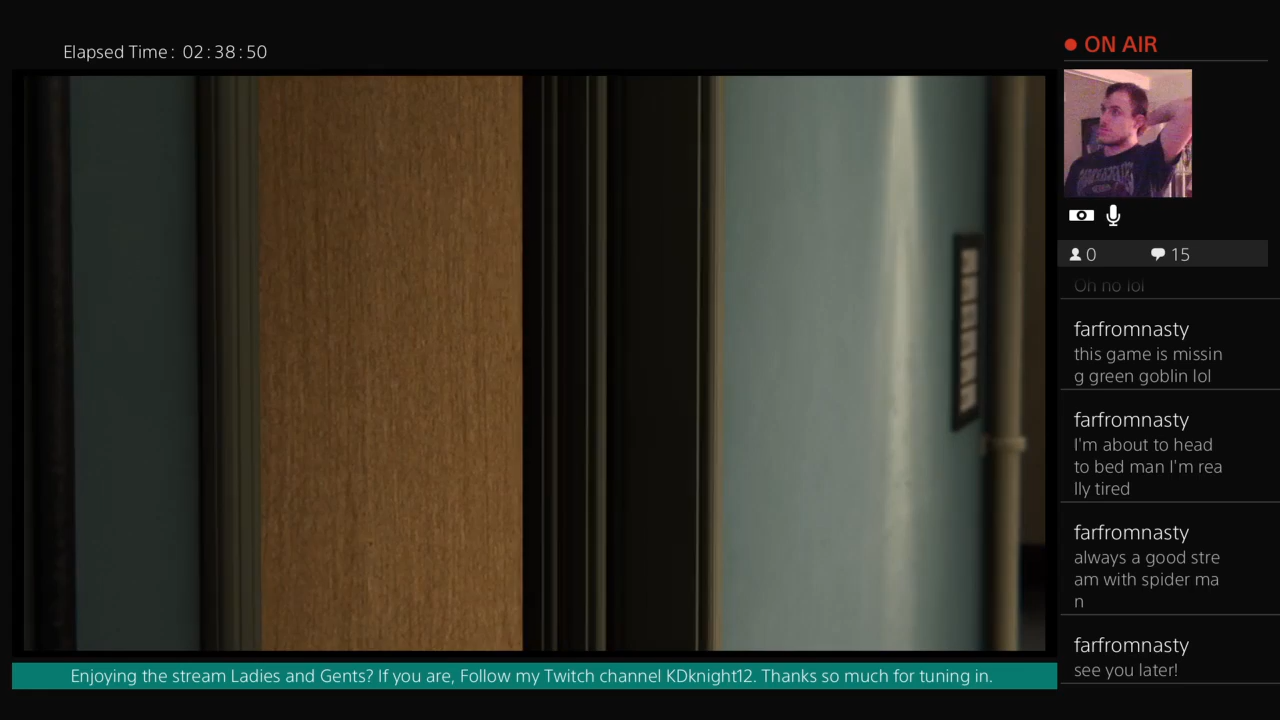 Elapsed Time: 02:38:50
ON AIR
0
15
Oh no lol
farfromnasty
this game is missin
g green goblin lol
farfromnasty
I'm about to head
to bed man I'm rea
lly tired
farfromnasty
always a good stre
am with spider ma
n
farfromnasty
see you later!
Enjoying the stream Ladies and Gents? If you are, Follow my Twitch channel KDknight12. Thanks so much for tuning in.